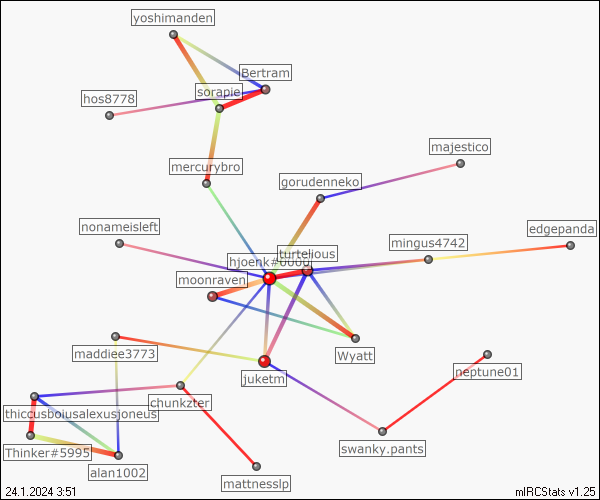 yoshimanden
Bertram
sorapie
hos8778
majestico
mercurybro
gorudenneko
nonameisleft
edgepanda
mingus4742
turtelious
hjoenk#0000
moonraven
Wyatt
maddiee3773
neptune01
juketm
chunkzter
thiccusboiusalexusjoneus
swanky.pants
Thinker#5995
alan1002
mattnesslp
24.1.2024 3:51
mIRCStats v1.25